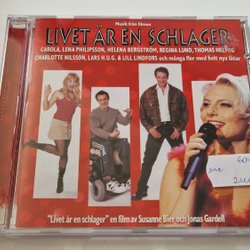 Musik från filmen
LIVET ÄR EN SCHLAGER
CAROLA, LENA PHILIPSSON, HELENA BERGSTRÖM, REGINA LUND, THOMAS HELMIG
CHARLOTTE NILSSON, LARS H.U.G. & LILL LINDFORS och många fler med helt nya låtar
"Livet är en schlager" en film av Susanne Bier och Jonas Gardell